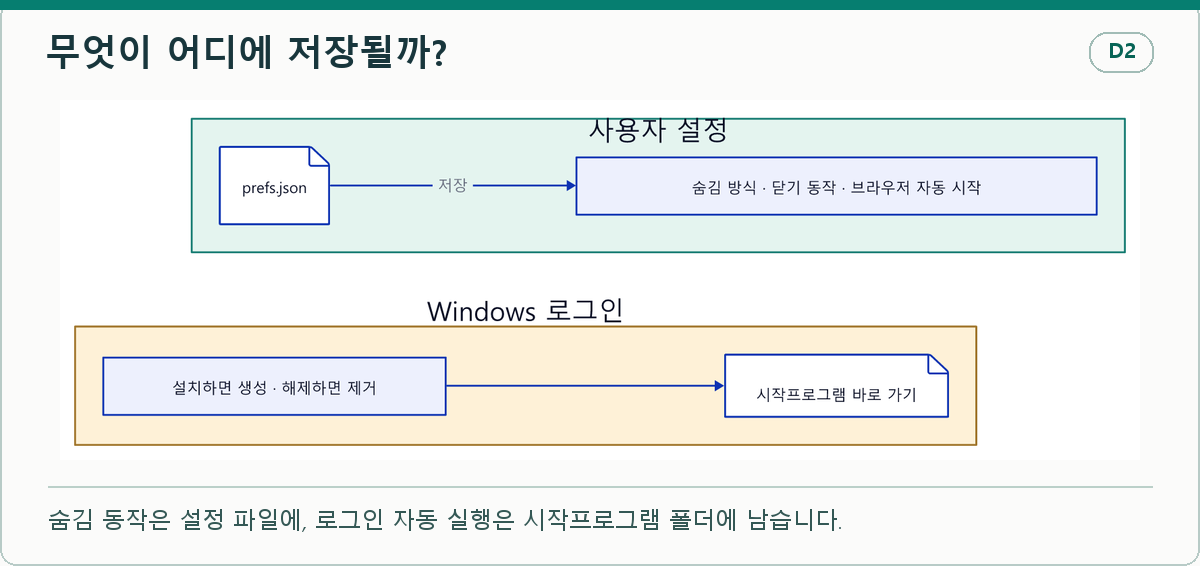 무엇이 어디에 저장될까?
D2
사용자 설정
prefs.json
저장
숨김 방식 · 닫기 동작 · 브라우저 자동 시작
Windows 로그인
설치하면 생성 · 해제하면 제거
시작프로그램 바로 가기
숨김 동작은 설정 파일에, 로그인 자동 실행은 시작프로그램 폴더에 남습니다.